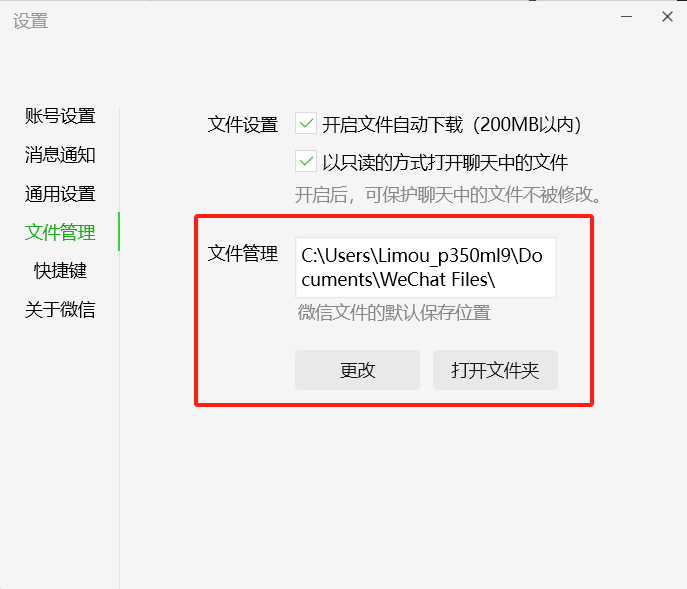 设置
账号设置
消息通知
通用设置
文件管理
快捷键
关于微信
文件设置
开启文件自动下载（200MB以内）
以只读的方式打开聊天中的文件
开启后，可保护聊天中的文件不被修改。
文件管理
C:\Users\Limou_p350ml9\Do
cuments\WeChat Files\
微信文件的默认保存位置
更改
打开文件夹